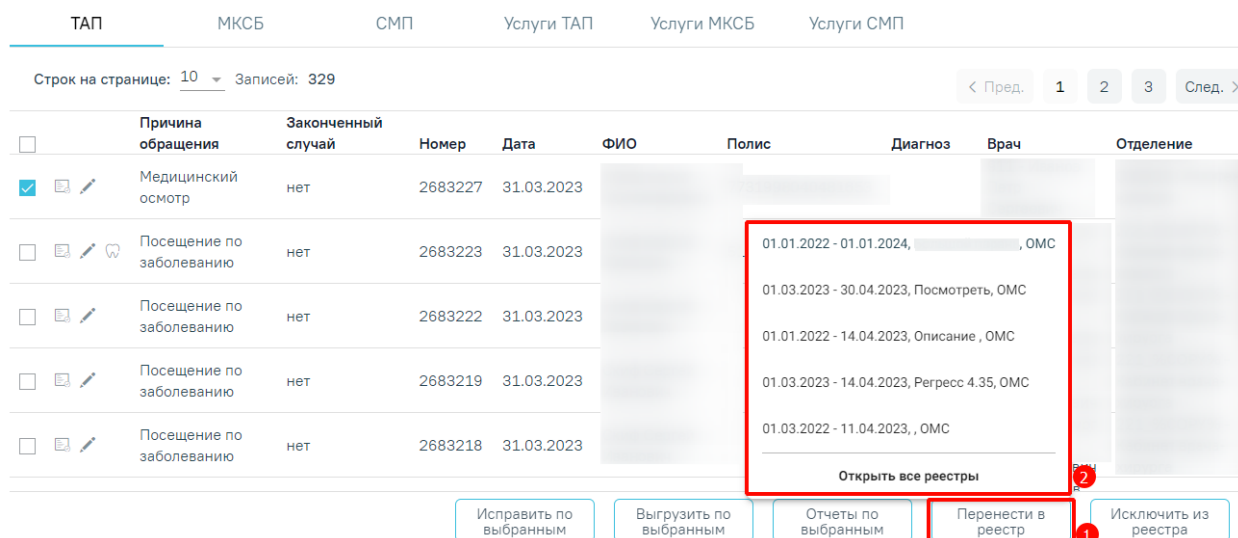 ТАП МКСБ СМП Услуги ТАП Услуги МКСБ Услуги СМП
Строк на странице: 10 Записей: 329 < Пред. 1 2 3 След. >
Причина обращения Законченный случай Номер Дата ФИО Полис Диагноз Врач Отделение
Медицинский осмотр нет 2683227 31.03.2023
Посещение по заболеванию нет 2683223 31.03.2023
Посещение по заболеванию нет 2683222 31.03.2023
Посещение по заболеванию нет 2683219 31.03.2023
Посещение по заболеванию нет 2683218 31.03.2023
01.01.2022 - 01.01.2024, , ОМС
01.03.2023 - 30.04.2023, Посмотреть, ОМС
01.01.2022 - 14.04.2023, Описание , ОМС
01.03.2023 - 14.04.2023, Регресс 4.35, ОМС
01.03.2022 - 11.04.2023, , ОМС
Открыть все реестры
2
Исправить по выбранным
Выгрузить по выбранным
Отчеты по выбранным
Перенести в реестр
1
Исключить из реестра